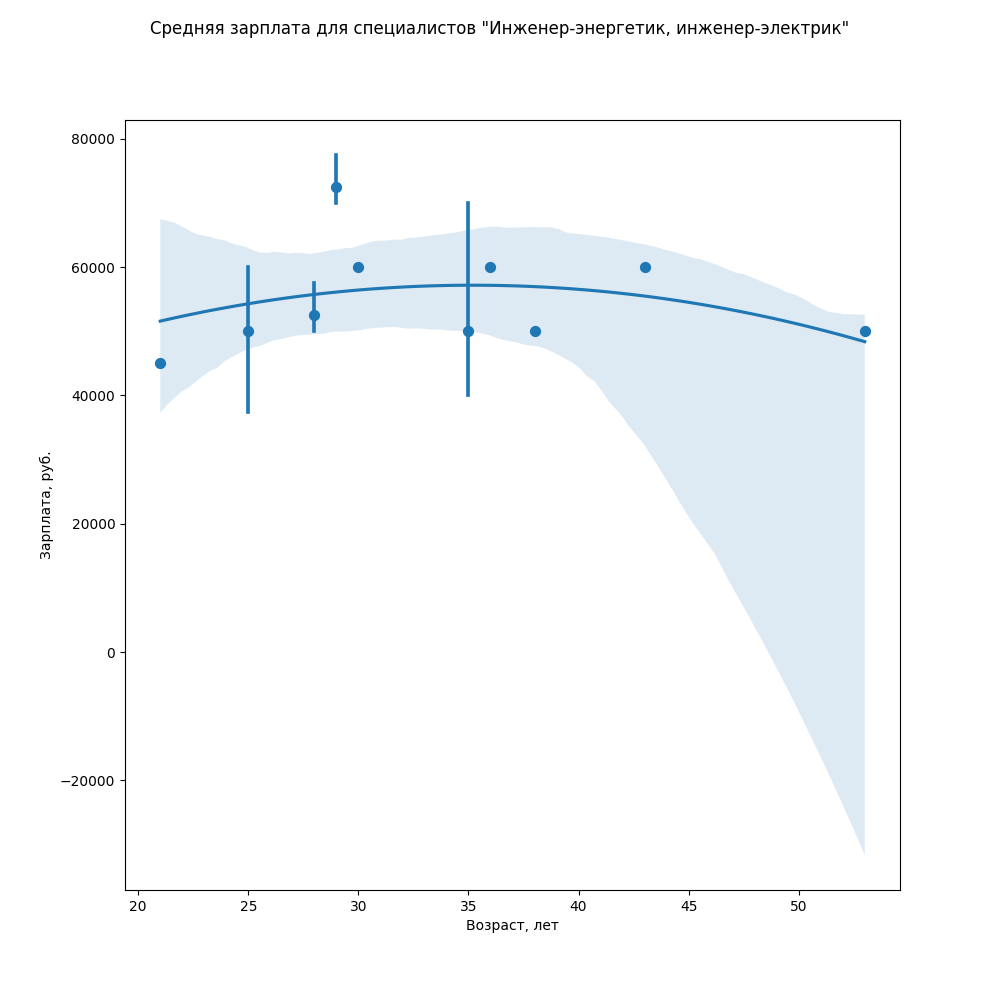 Средняя зарплата для специалистов "Инженер-энергетик, инженер-электрик"
80000
60000
40000
20000
0
−20000
Зарплата, руб.
20 25 30 35 40 45 50
Возраст, лет